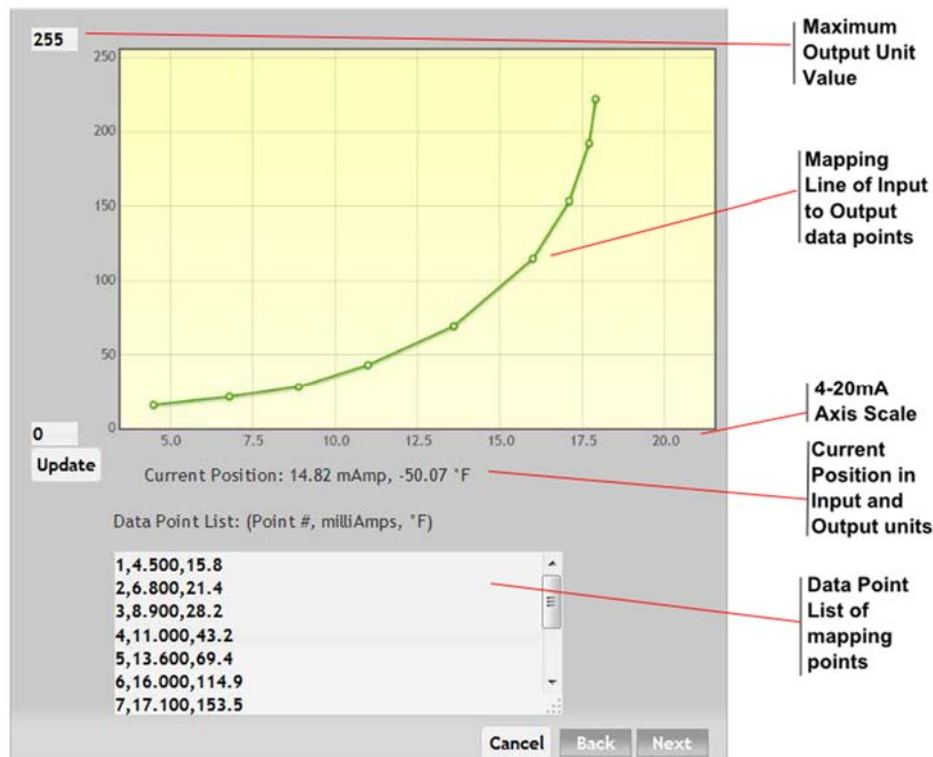 255
250
200
150
100
50
0
0
5.0 7.5 10.0 12.5 15.0 17.5 20.0
Update
Current Position: 14.82 mAmp, -50.07 °F
Data Point List: (Point #, milliAmps, °F)
1,4.500,15.8
2,6.800,21.4
3,8.900,28.2
4,11.000,43.2
5,13.600,69.4
6,16.000,114.9
7,17.100,153.5
Cancel Back Next
Maximum
Output Unit
Value
Mapping
Line of Input
to Output
data points
4-20mA
Axis Scale
Current
Position in
Input and
Output units
Data Point
List of
mapping
points